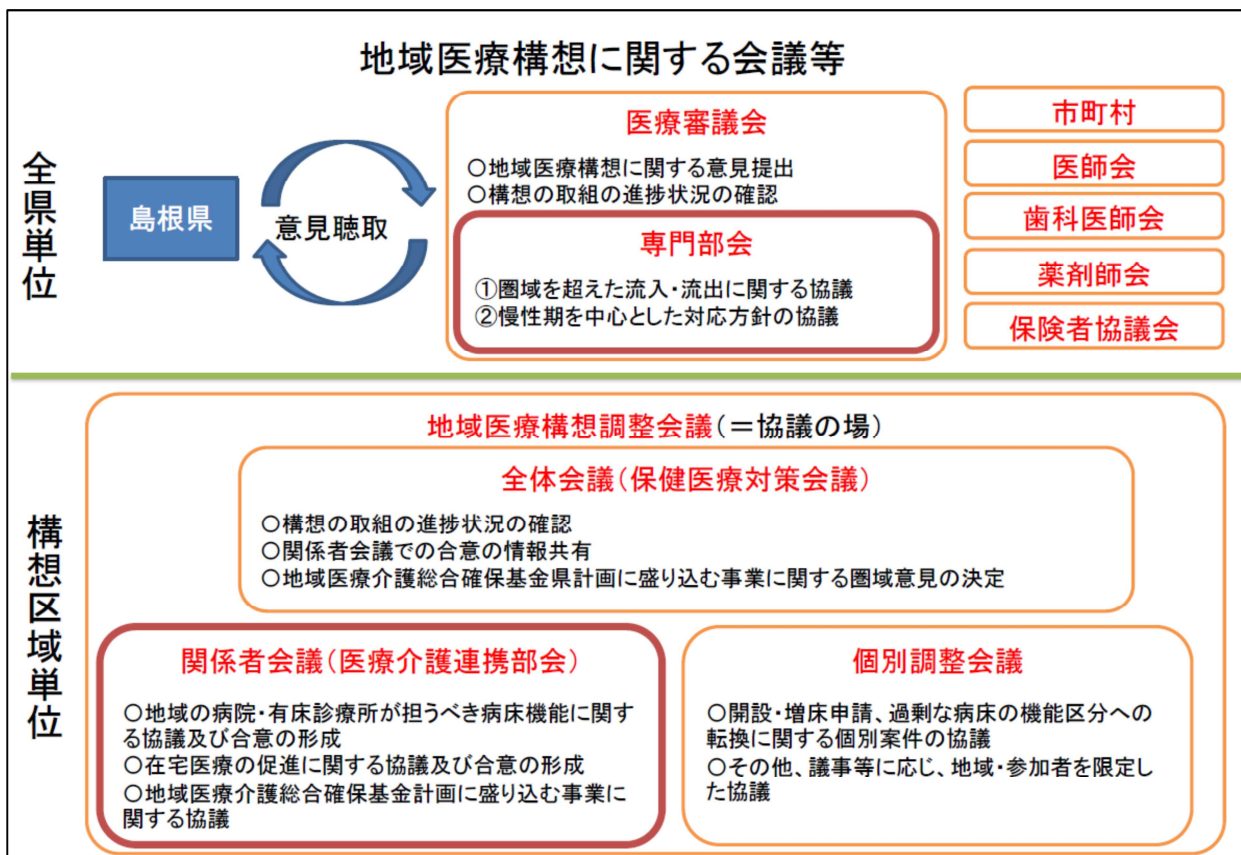 地域医療構想に関する会議等
全県単位
島根県
意見聴取
医療審議会
○地域医療構想に関する意見提出
○構想の取組の進捗状況の確認
専門部会
①圏域を超えた流入・流出に関する協議
②慢性期を中心とした対応方針の協議
市町村
医師会
歯科医師会
薬剤師会
保険者協議会
構想区域単位
地域医療構想調整会議(＝協議の場)
全体会議(保健医療対策会議)
○構想の取組の進捗状況の確認
○関係者会議での合意の情報共有
○地域医療介護総合確保基金県計画に盛り込む事業に関する圏域意見の決定
関係者会議(医療介護連携部会)
○地域の病院・有床診療所が担うべき病床機能に関す
る協議及び合意の形成
○在宅医療の促進に関する協議及び合意の形成
○地域医療介護総合確保基金計画に盛り込む事業に
関する協議
個別調整会議
○開設・増床申請、過剰な病床の機能区分への
転換に関する個別案件の協議
○その他、議事等に応じ、地域・参加者を限定し
た協議